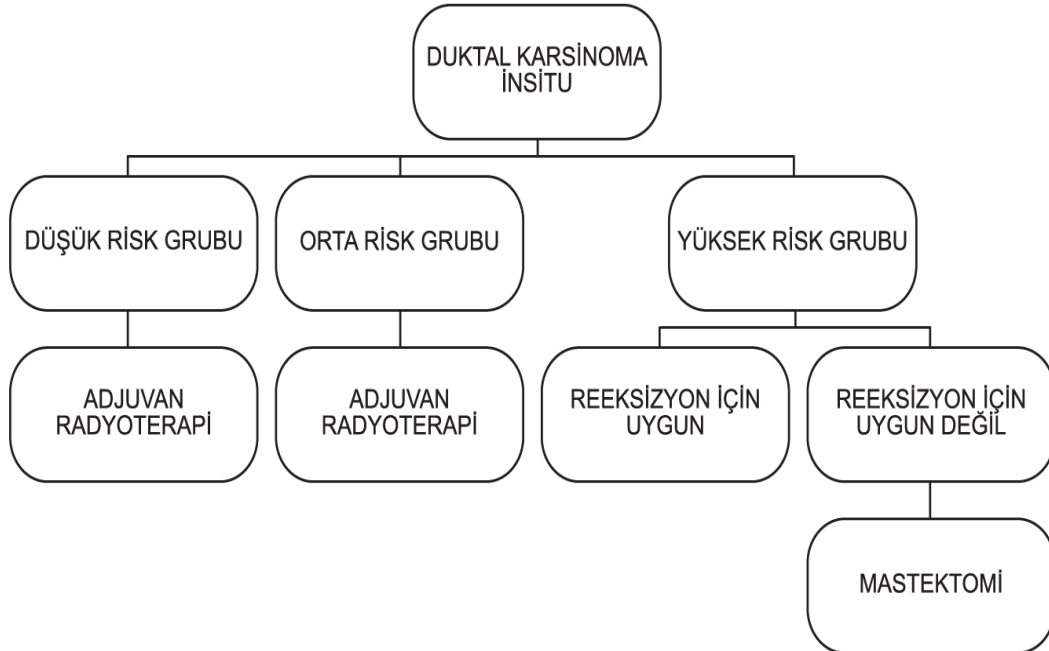 DUKTAL KARSİNOMA
İNSİTU
DÜŞÜK RİSK GRUBU
ORTA RİSK GRUBU
YÜKSEK RİSK GRUBU
ADJUVAN
RADYOTERAPİ
ADJUVAN
RADYOTERAPİ
REEKSİZYON İÇİN
UYGUN
REEKSİZYON İÇİN
UYGUN DEĞİL
MASTEKTOMİ